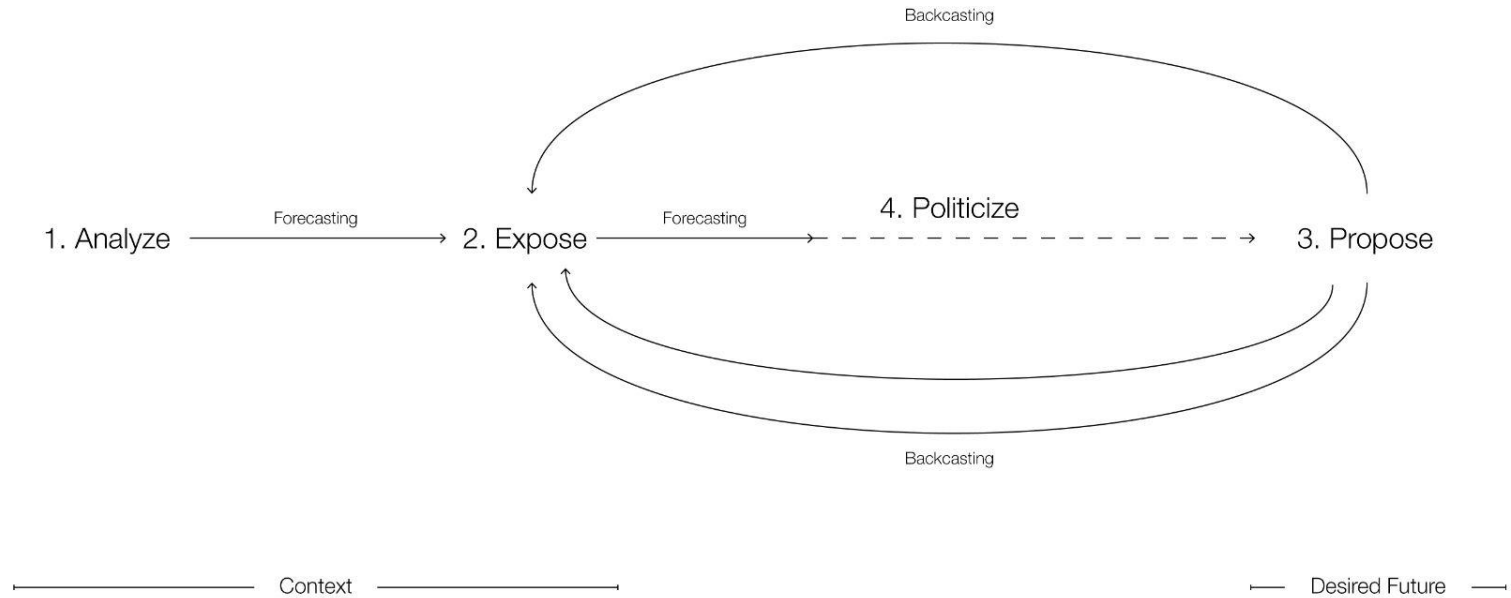 Backcasting
4. Politicize
1. Analyze
Forecasting
2. Expose
Forecasting
3. Propose
Backcasting
Context
Desired Future